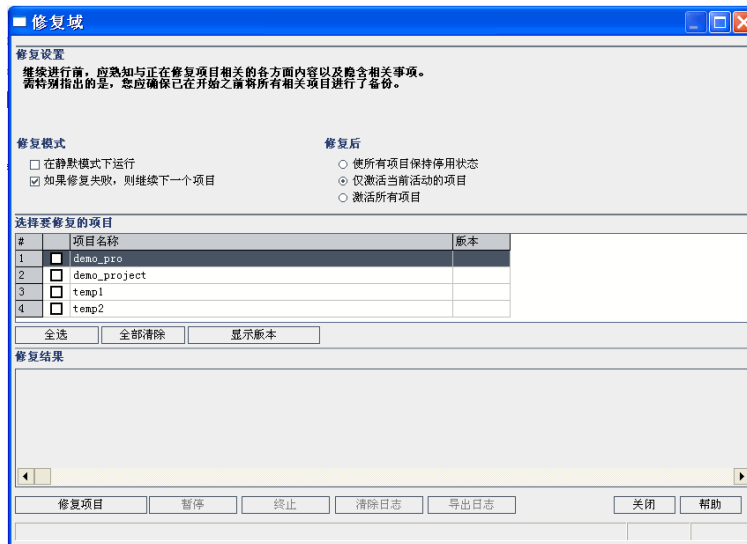 修复域
修复设置
继续进行前，应熟知与正在修复项目相关的各方面内容以及隐含相关事项。
需特别指出的是，您应确保已在开始之前将所有相关项目进行了备份。
修复模式
修复后
在静默模式下运行
使所有项目保持停用状态
如果修复失败，则继续下一个项目
仅激活当前活动的项目
激活所有项目
选择要修复的项目
# 项目名称 版本
1 demo_pro
2 demo_project
3 temp1
4 temp2
全选 全部清除 显示版本
修复结果
修复项目 暂停 终止 清除日志 导出日志 关闭 帮助